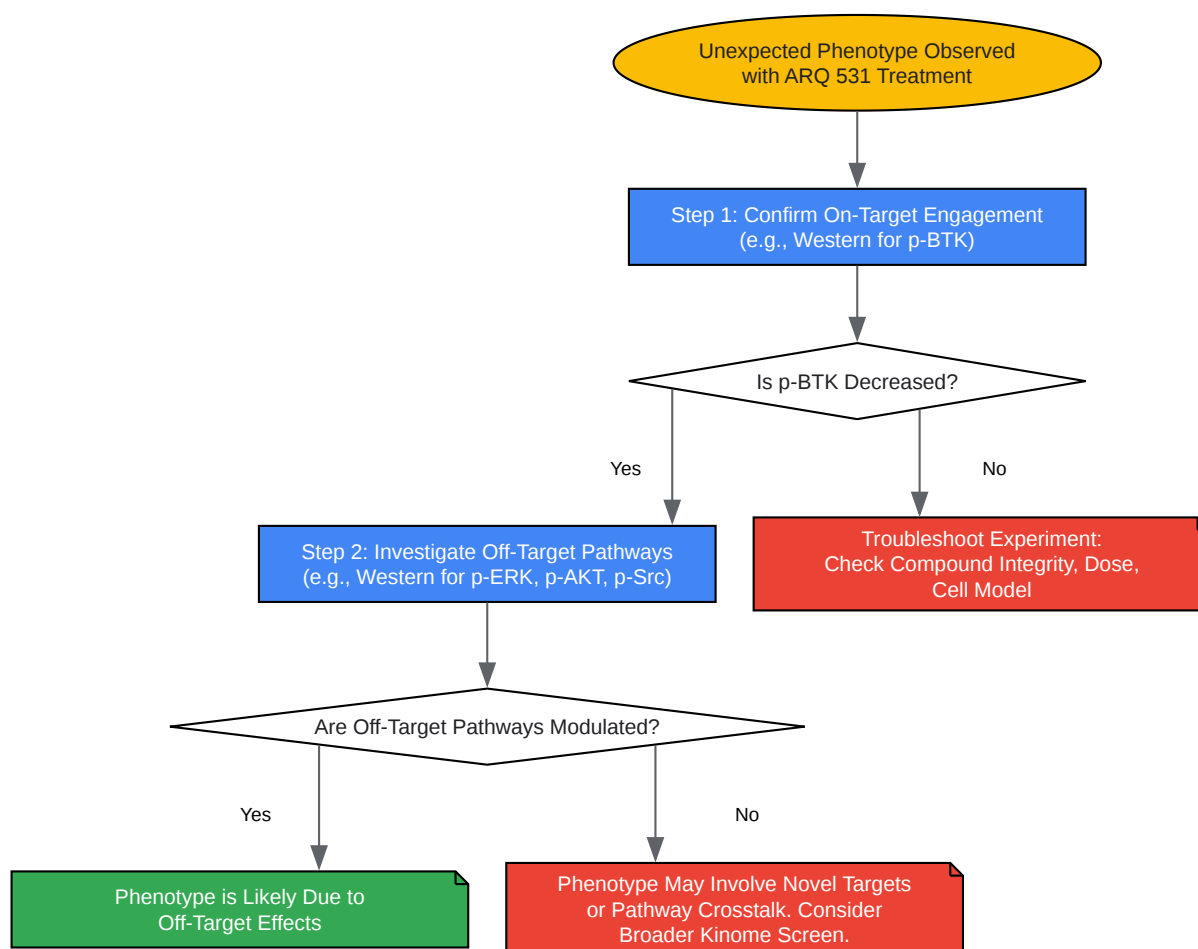 Unexpected Phenotype Observed
with ARQ 531 Treatment
Step 1: Confirm On-Target Engagement
(e.g., Western for p-BTK)
Is p-BTK Decreased?
Yes
No
Step 2: Investigate Off-Target Pathways
(e.g., Western for p-ERK, p-AKT, p-Src)
Troubleshoot Experiment:
Check Compound Integrity, Dose,
Cell Model
Are Off-Target Pathways Modulated?
Yes
No
Phenotype is Likely Due to
Off-Target Effects
Phenotype May Involve Novel Targets
or Pathway Crosstalk. Consider
Broader Kinome Screen.